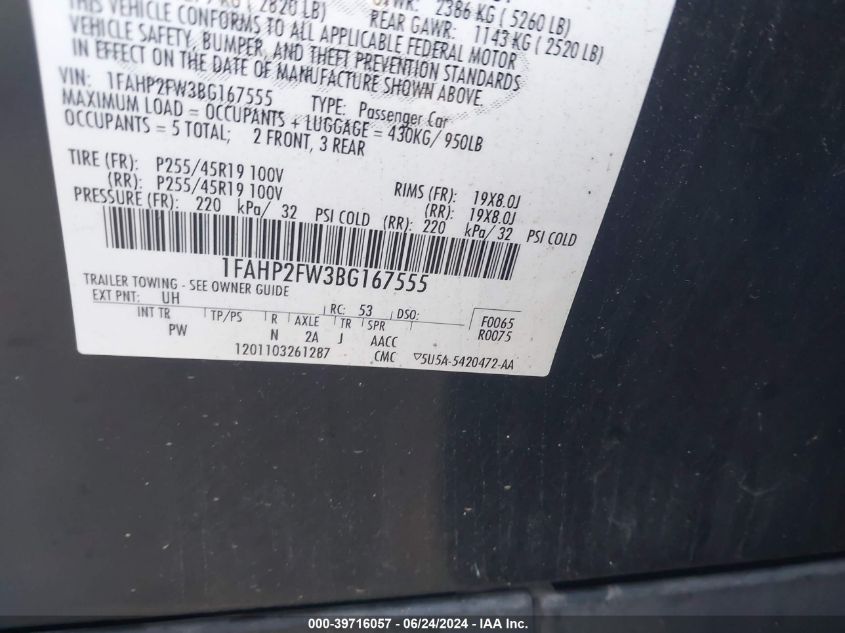 KG (2820 LB) 2386 KG (5260 LB)
REAR GAWR: 1143 KG (2520 LB)
THIS VEHICLE CONFORMS TO ALL APPLICABLE FEDERAL MOTOR
VEHICLE SAFETY, BUMPER, AND THEFT PREVENTION STANDARDS
IN EFFECT ON THE DATE OF MANUFACTURE SHOWN ABOVE.
VIN: 1FAHP2FW3BG167555 TYPE: Passenger Car
MAXIMUM LOAD = OCCUPANTS + LUGGAGE = 430KG/ 950LB
OCCUPANTS = 5 TOTAL; 2 FRONT, 3 REAR
TIRE (FR): P255/45R19 100V RIMS (FR): 19X8.0J
(RR): P255/45R19 100V (RR): 19X8.0J
PRESSURE (FR): 220 kPa/ 32 PSI COLD (RR): 220 kPa/ 32 PSI COLD
1FAHP2FW3BG167555
TRAILER TOWING - SEE OWNER GUIDE
EXT PNT: UH RC: 53 DSO: F0065
INT TR TP/PS R AXLE TR SPR R0075
PW N 2A J AACC
1201103261287 CMC ▽5U5A-5420472-AA
000-39716057 / 06/24/2024 / IAA Inc.